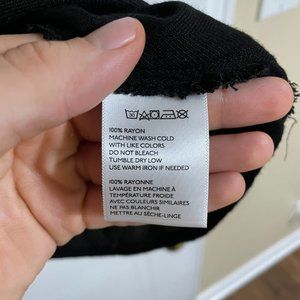 100% RAYON
MACHINE WASH COLD
WITH LIKE COLORS
DO NOT BLEACH
TUMBLE DRY LOW
USE WARM IRON IF NEEDED
100% RAYONNE
LAVAGE EN MACHINE À
TEMPÉRATURE FROIDE
AVEC COULEURS SIMILAIRES
NE PAS BLANCHIR
METTRE AU SÈCHE-LINGE